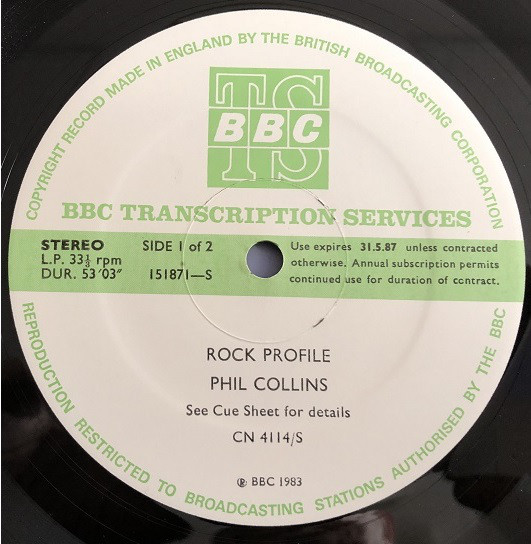 COPYRIGHT RECORD MADE IN ENGLAND BY THE BRITISH BROADCASTING CORPORATION
TS
BBC
BBC TRANSCRIPTION SERVICES
STEREO
L.P. 33⅓ rpm
DUR. 53'03"
SIDE 1 of 2
151871—S
Use expires 31.5.87 unless contracted
otherwise. Annual subscription permits
continued use for duration of contract.
ROCK PROFILE
PHIL COLLINS
See Cue Sheet for details
CN 4114/S
℗ BBC 1983
REPRODUCTION RESTRICTED TO BROADCASTING STATIONS AUTHORISED BY THE BBC